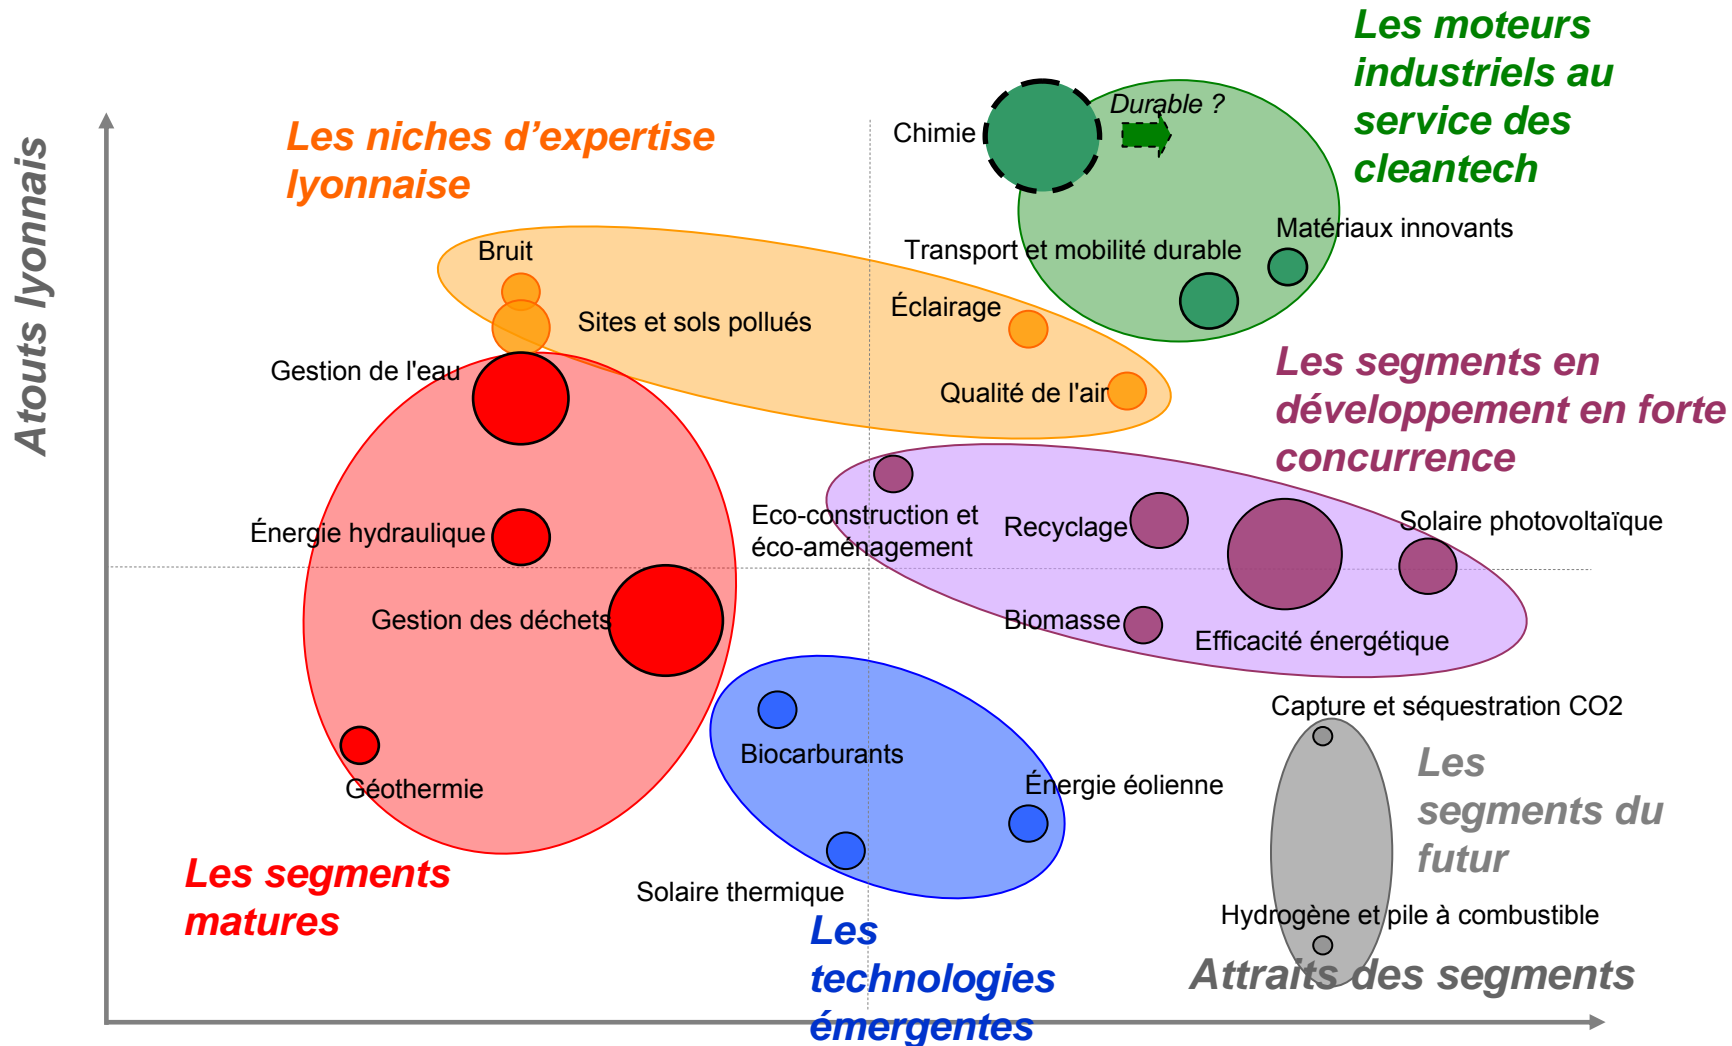 Les moteurs
industriels au
service des
cleantech
Durable ?
Chimie
Les niches d’expertise
lyonnaise
Atouts lyonnais
Matériaux innovants
Transport et mobilité durable
Bruit
Éclairage
Sites et sols pollués
Gestion de l'eau
Qualité de l'air
Les segments en
développement en forte
concurrence
Eco-construction et
éco-aménagement
Recyclage
Solaire photovoltaïque
Énergie hydraulique
Gestion des déchets
Biomasse
Efficacité énergétique
Capture et séquestration CO2
Biocarburants
Énergie éolienne
Les
segments du
futur
Géothermie
Les segments
matures
Solaire thermique
Hydrogène et pile à combustible
Les
technologies
émergentes
Attraits des segments